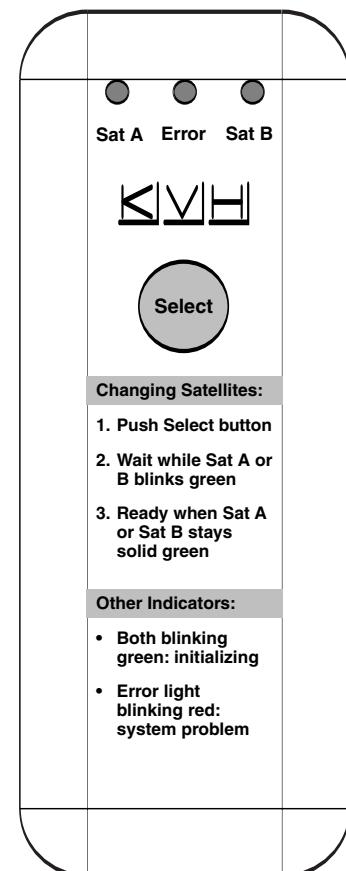 Sat A Error Sat B
KVH
Select
Changing Satellites:
1. Push Select button
2. Wait while Sat A or
B blinks green
3. Ready when Sat A
or Sat B stays
solid green
Other Indicators:
• Both blinking
green: initializing
• Error light
blinking red:
system problem